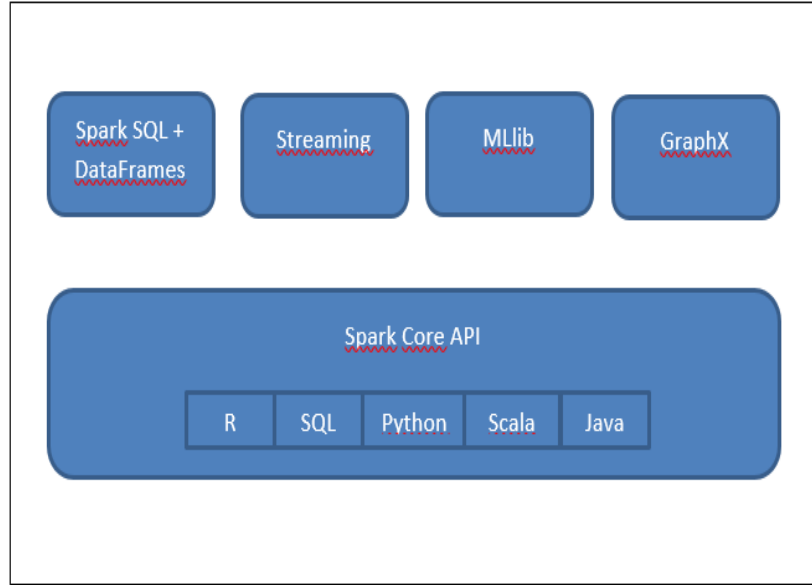 Spark SQL +
DataFrames
Streaming
MLlib
GraphX
Spark Core API
R
SQL
Python
Scala
Java